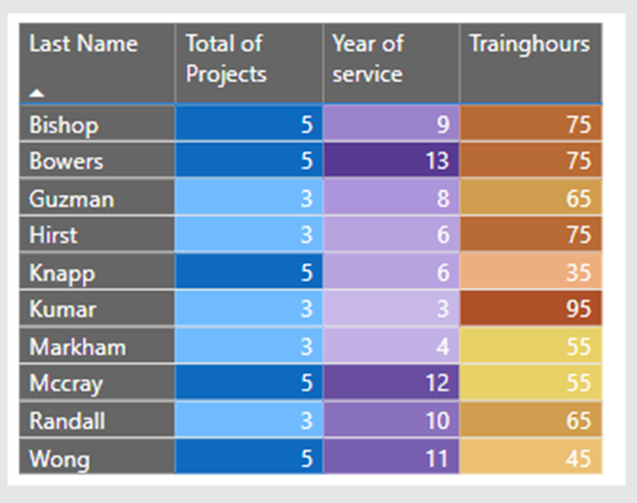 Last Name Total of Projects Year of service Trainghours
Bishop 5 9 75
Bowers 5 13 75
Guzman 3 8 65
Hirst 3 6 75
Knapp 5 6 35
Kumar 3 3 95
Markham 3 4 55
Mccray 5 12 55
Randall 3 10 65
Wong 5 11 45